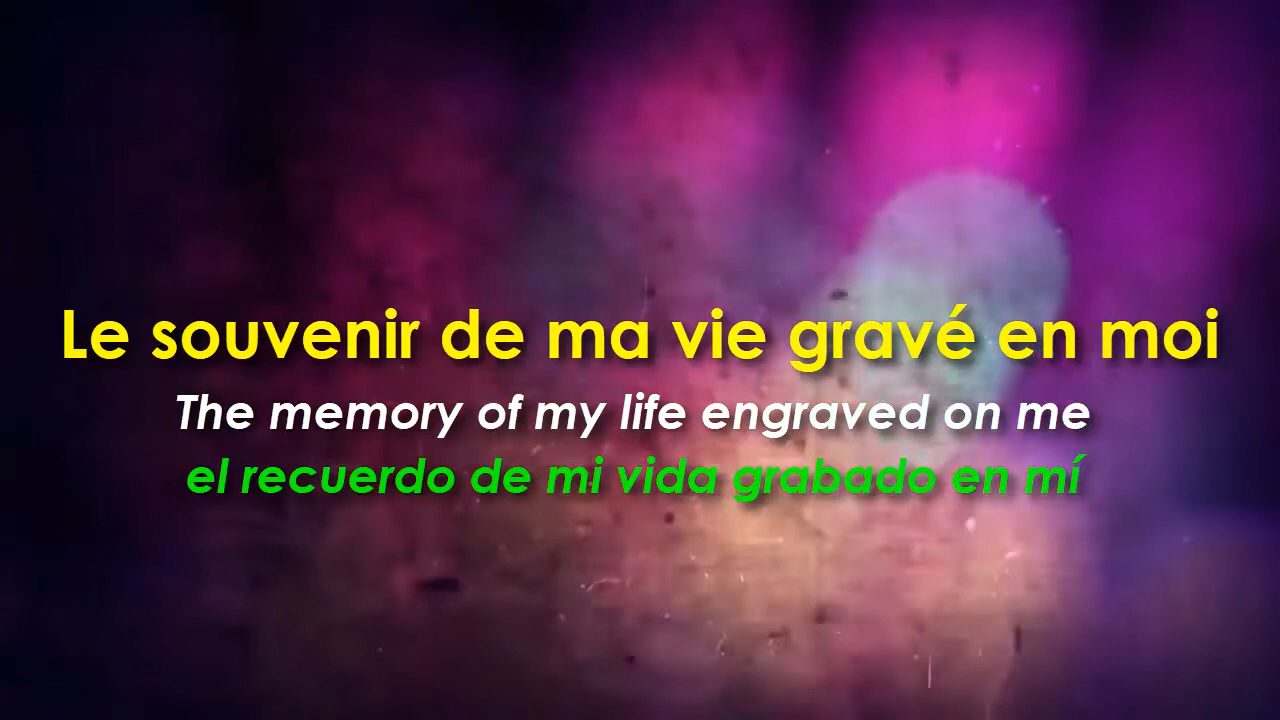 Le souvenir de ma vie gravé en moi
The memory of my life engraved on me
el recuerdo de mi vida grabado en mí